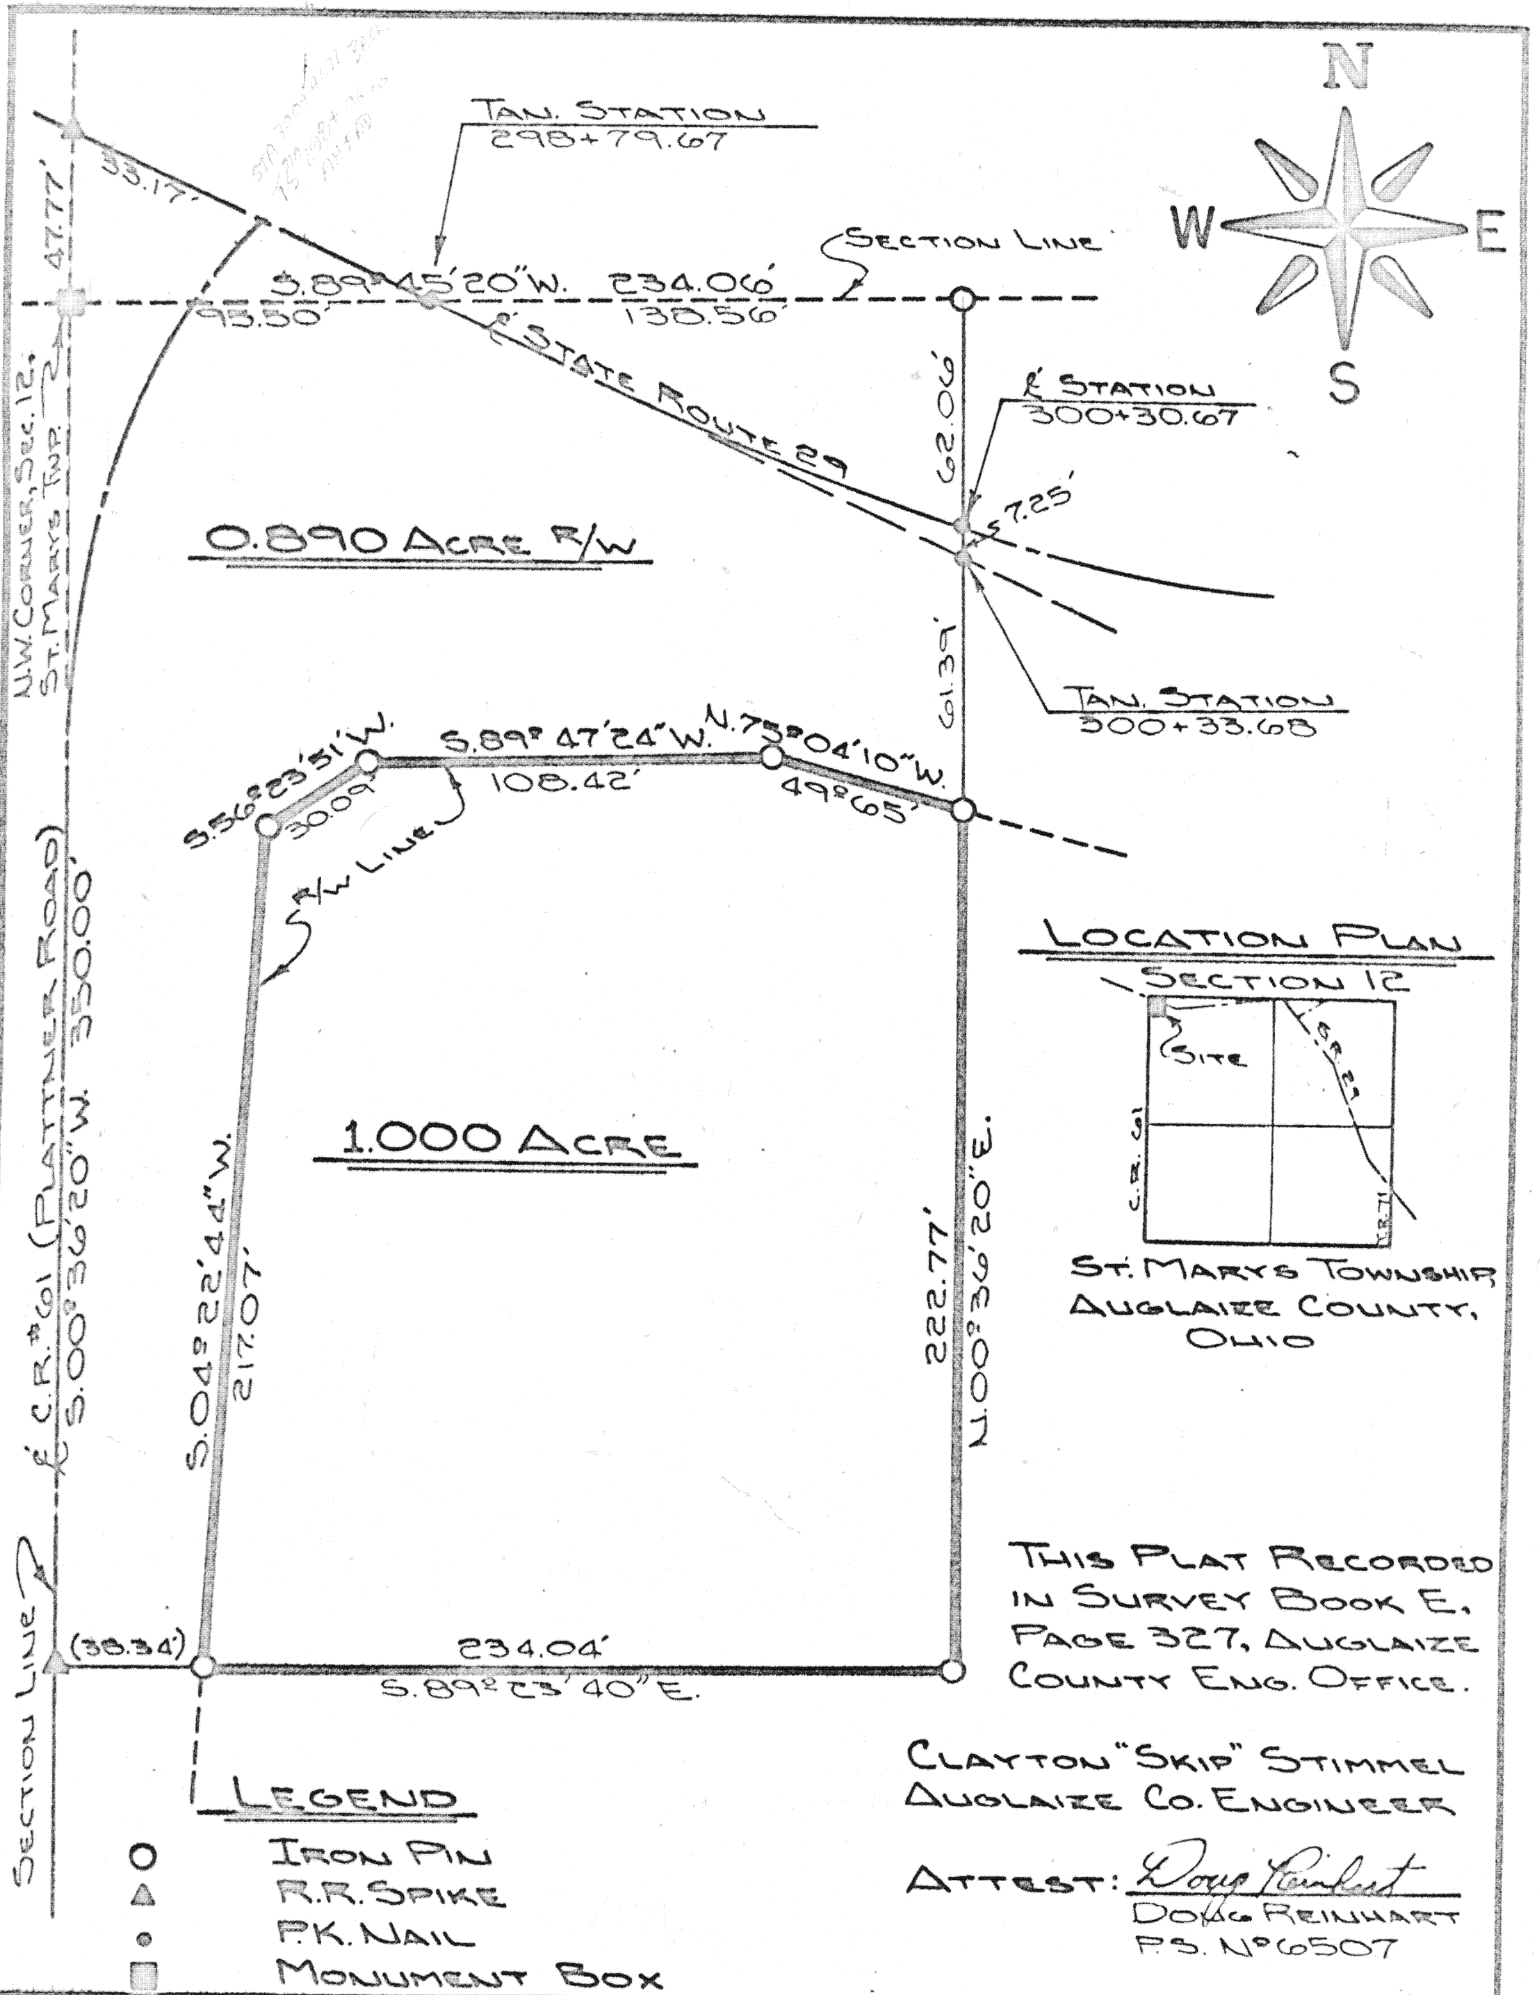 N
W
E
S
TAN. STATION
298+79.67
33.17'
47.77'
SECTION LINE
S.89°45'20"W. 234.06'
95.50' 138.56'
℄ STATE ROUTE 29
N.W. CORNER, SEC. 12,
ST. MARYS TWP.
62.06'
℄ STATION
300+30.67
7.25'
0.890 ACRE R/W
61.39'
TAN. STATION
300+33.68
S.56°23'51"W.
30.09'
S.89°47'24"W.
108.42'
N.75°04'10"W.
49°65'
R/W LINE
℄ C.R. #61 (PLATTNER ROAD)
S.00°36'20"W. 350.00'
LOCATION PLAN
SECTION 12
SITE
S.R. 29
C.R. 61
T.R. 71
ST. MARYS TOWNSHIP,
AUGLAIZE COUNTY,
OHIO
1.000 ACRE
S.04°22'44"W.
217.07'
222.77'
N.00°36'20"E.
SECTION LINE
(38.34')
234.04'
S.89°23'40"E.
THIS PLAT RECORDED
IN SURVEY BOOK E,
PAGE 327, AUGLAIZE
COUNTY ENG. OFFICE.
CLAYTON "SKIP" STIMMEL
AUGLAIZE CO. ENGINEER
ATTEST: Doug Reinhart
DOUG REINHART
P.S. Nº 6507
LEGEND
IRON PIN
R.R. SPIKE
P.K. NAIL
MONUMENT BOX